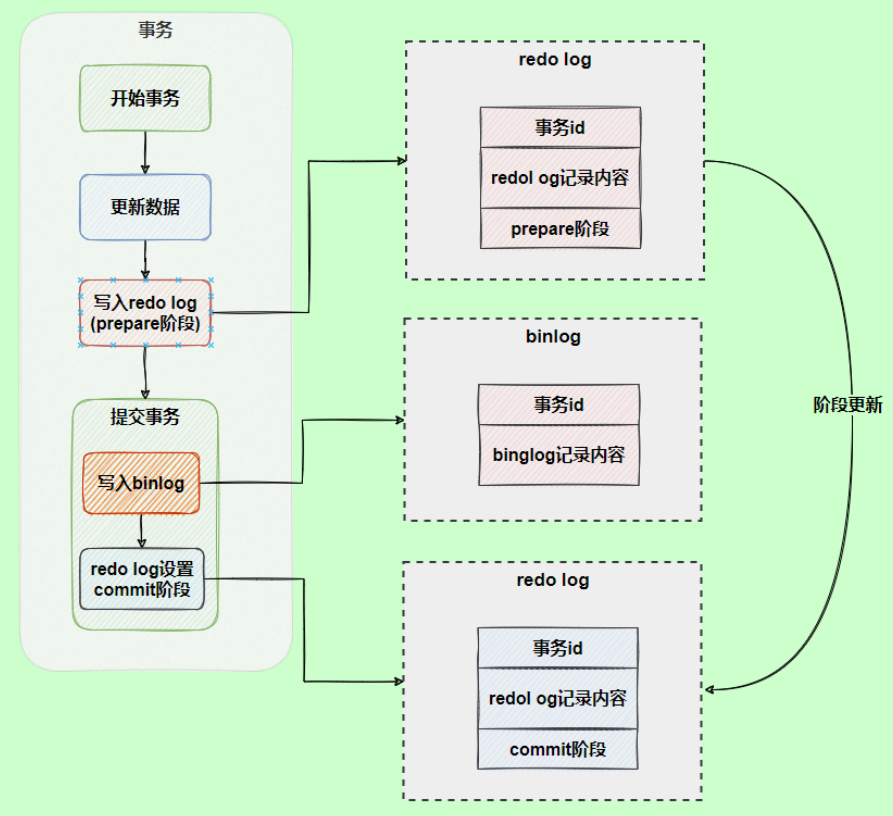 事务
开始事务
更新数据
写入redo log
(prepare阶段)
提交事务
写入binlog
redo log设置
commit阶段
redo log
事务id
redol og记录内容
prepare阶段
binlog
事务id
binglog记录内容
redo log
事务id
redol og记录内容
commit阶段
阶段更新